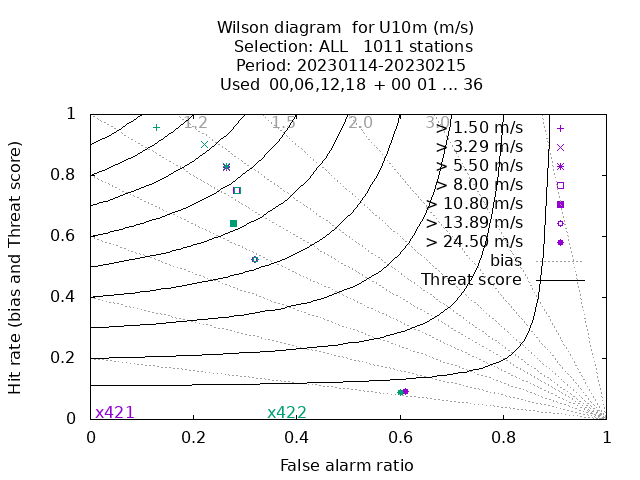 Wilson diagram  for U10m (m/s)
Selection: ALL   1011 stations
Period: 20230114-20230215
Used  00,06,12,18  + 00 01 ... 36
Hit rate (bias and Threat score)
1
0.8
0.6
0.4
0.2
0
1.2 1.5 2.0 3.0
> 1.50 m/s
> 3.29 m/s
> 5.50 m/s
> 8.00 m/s
> 10.80 m/s
> 13.89 m/s
> 24.50 m/s
bias
Threat score
x421 x422
0 0.2 0.4 0.6 0.8 1
False alarm ratio